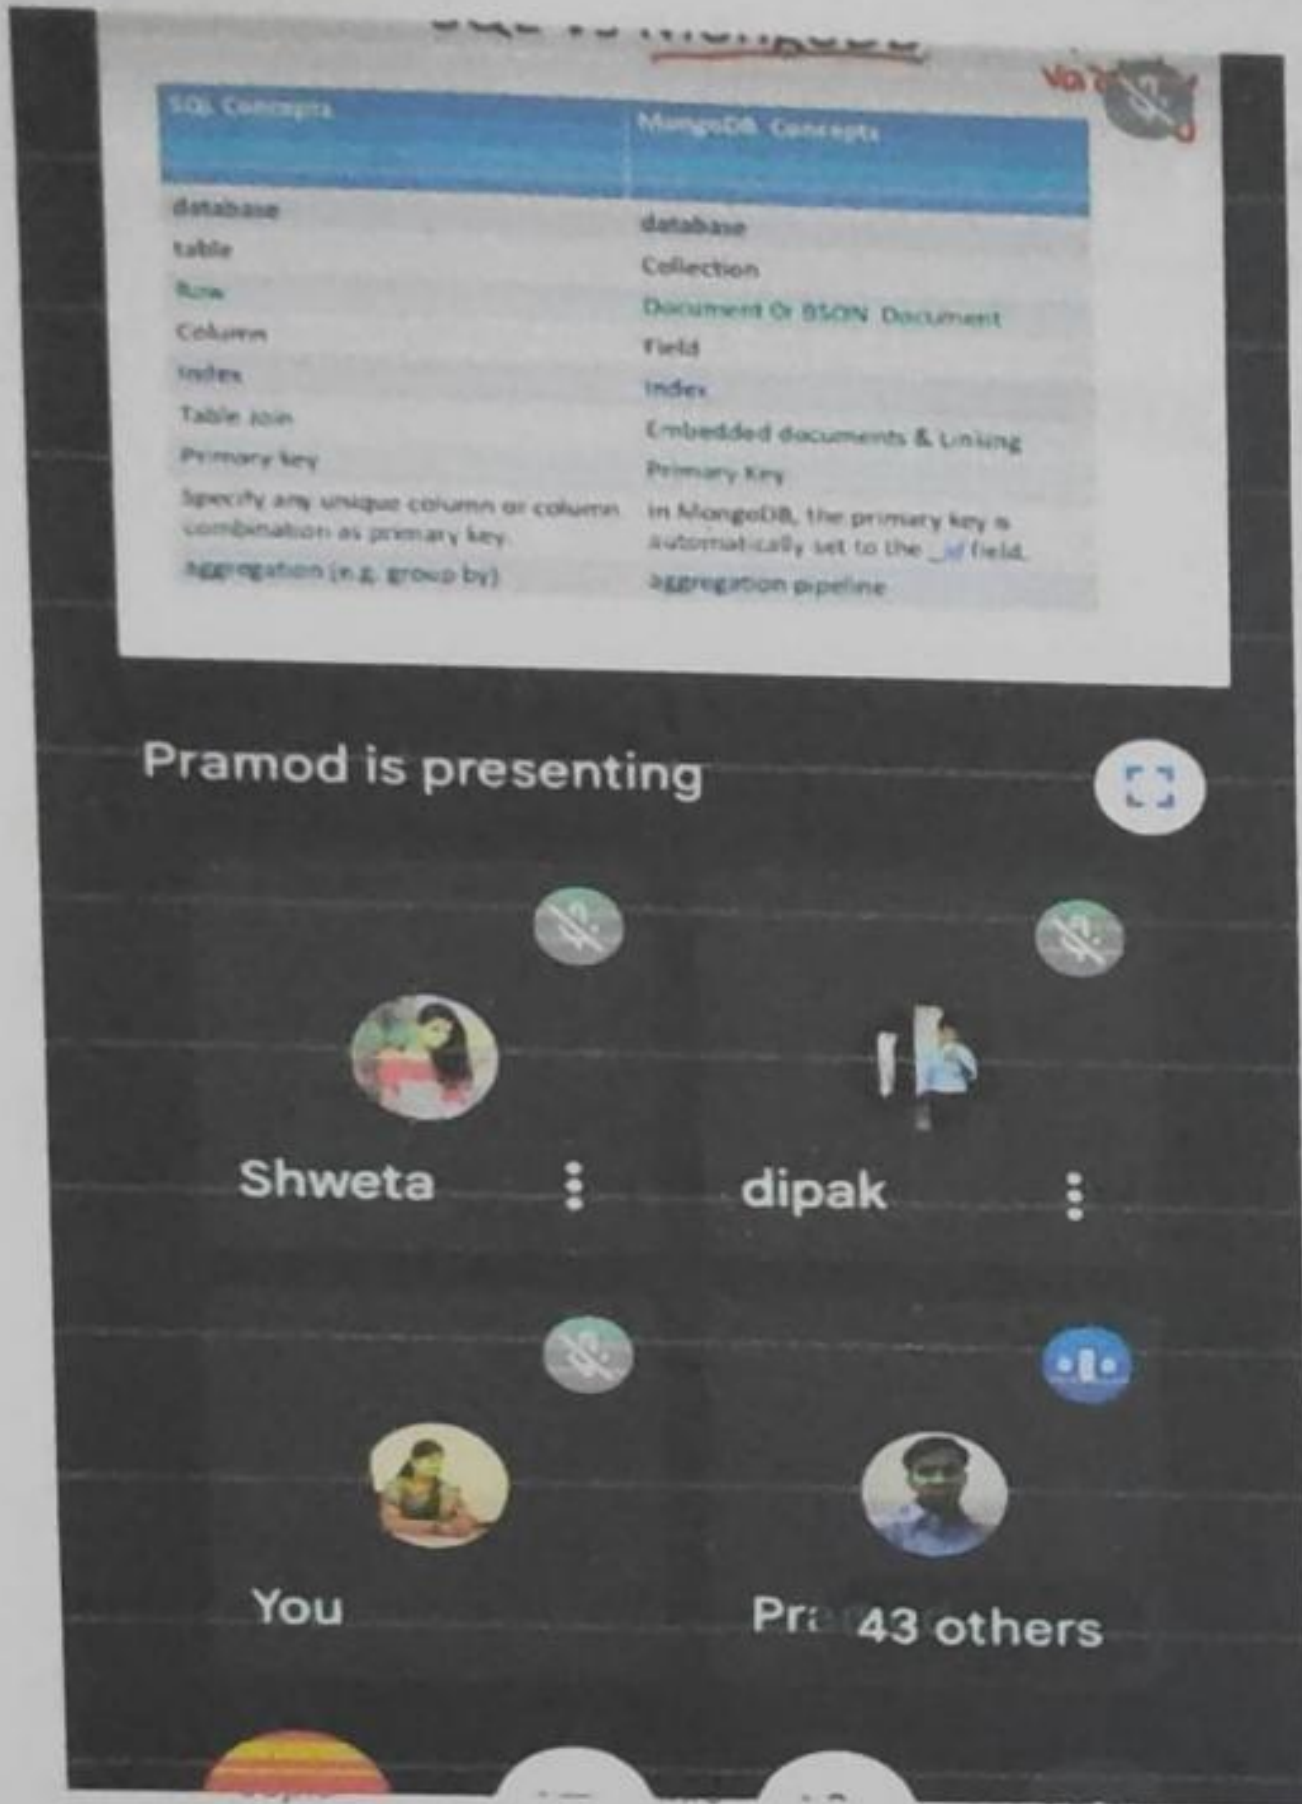 SQL vs MongoDB
SQL Concepts MongoDB Concepts
database database
table Collection
Row Document Or BSON Document
Column Field
Index Index
Table Join Embedded documents & Linking
Primary key Primary Key
Specify any unique column or column In MongoDB, the primary key is
combination as primary key. automatically set to the _id field.
aggregation (e.g. group by) aggregation pipeline
Pramod is presenting
Shweta dipak
You 43 others